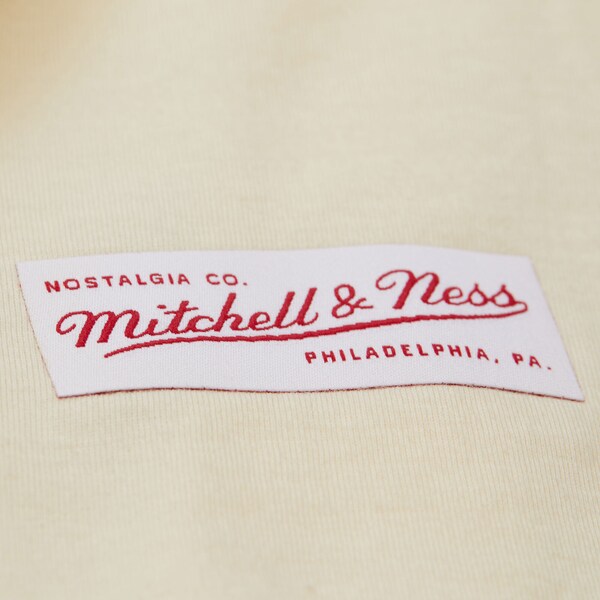 NOSTALGIA CO.
Mitchell & Ness
PHILADELPHIA, PA.